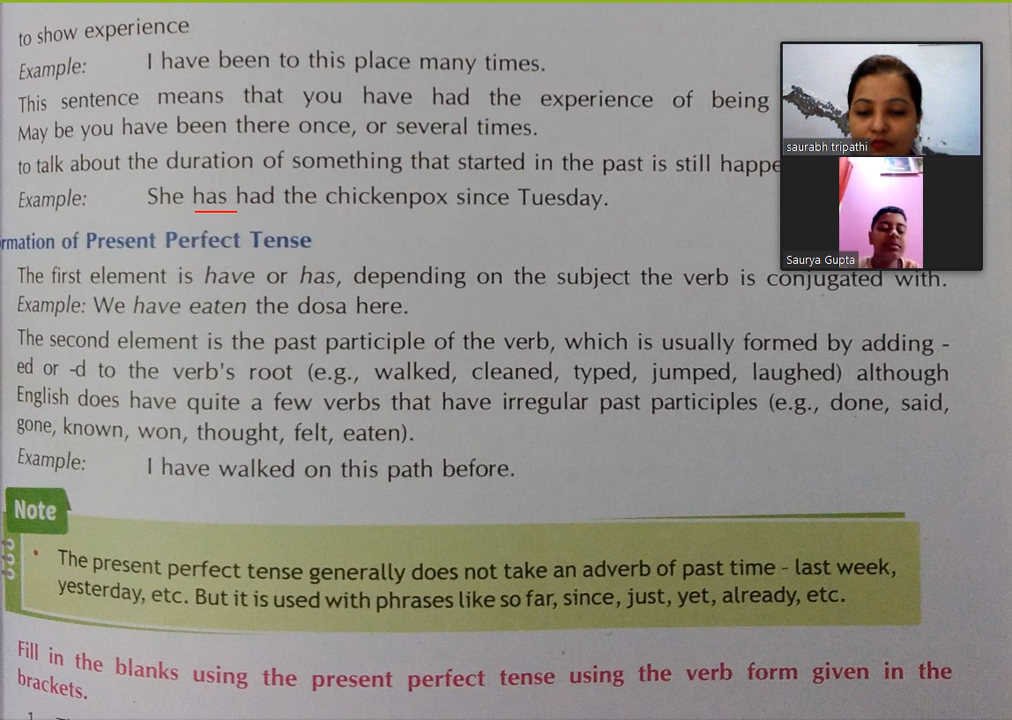 to show experience
Example: I have been to this place many times.
This sentence means that you have had the experience of being
May be you have been there once, or several times.
to talk about the duration of something that started in the past is still happe
Example: She has had the chickenpox since Tuesday.
rmation of Present Perfect Tense
The first element is have or has, depending on the subject the verb is conjugated with.
Example: We have eaten the dosa here.
The second element is the past participle of the verb, which is usually formed by adding -
ed or -d to the verb's root (e.g., walked, cleaned, typed, jumped, laughed) although
English does have quite a few verbs that have irregular past participles (e.g., done, said,
gone, known, won, thought, felt, eaten).
Example: I have walked on this path before.
Note
• The present perfect tense generally does not take an adverb of past time - last week,
yesterday, etc. But it is used with phrases like so far, since, just, yet, already, etc.
Fill in the blanks using the present perfect tense using the verb form given in the
brackets.
saurabh tripathi
Saurya Gupta